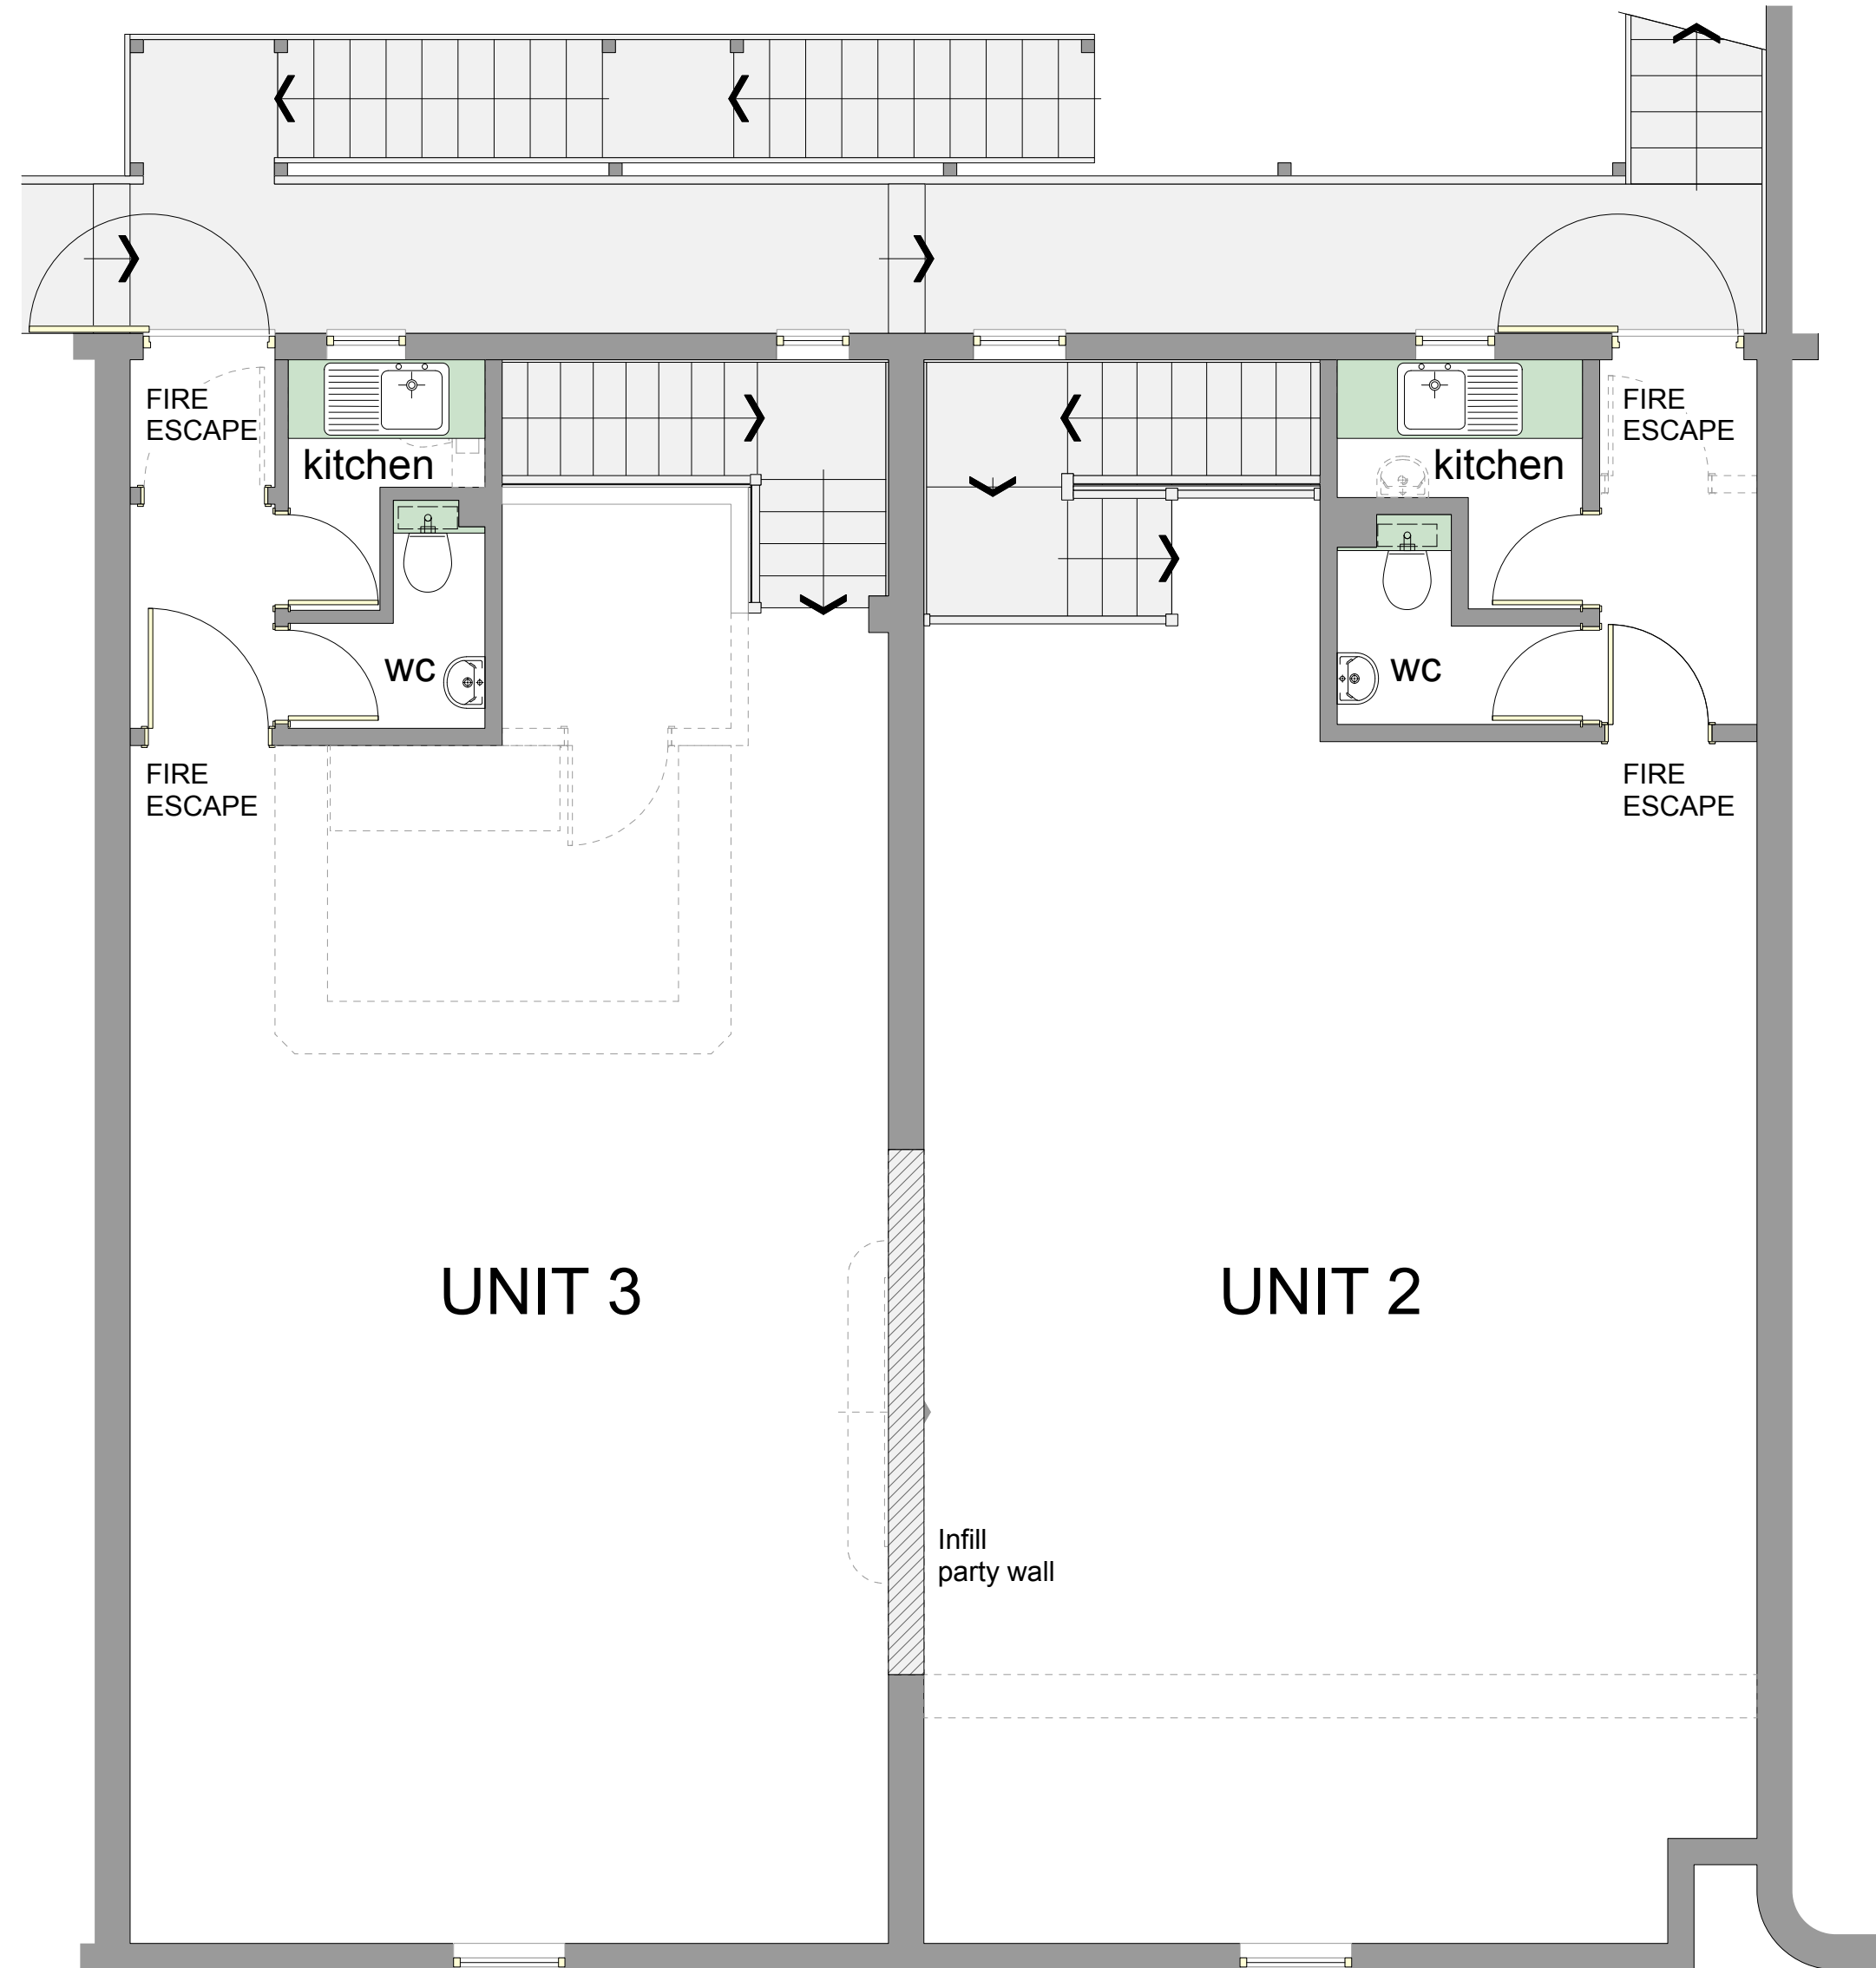 FIRE
ESCAPE
kitchen
wc
FIRE
ESCAPE
UNIT 3
FIRE
ESCAPE
kitchen
wc
FIRE
ESCAPE
UNIT 2
Infill
party wall